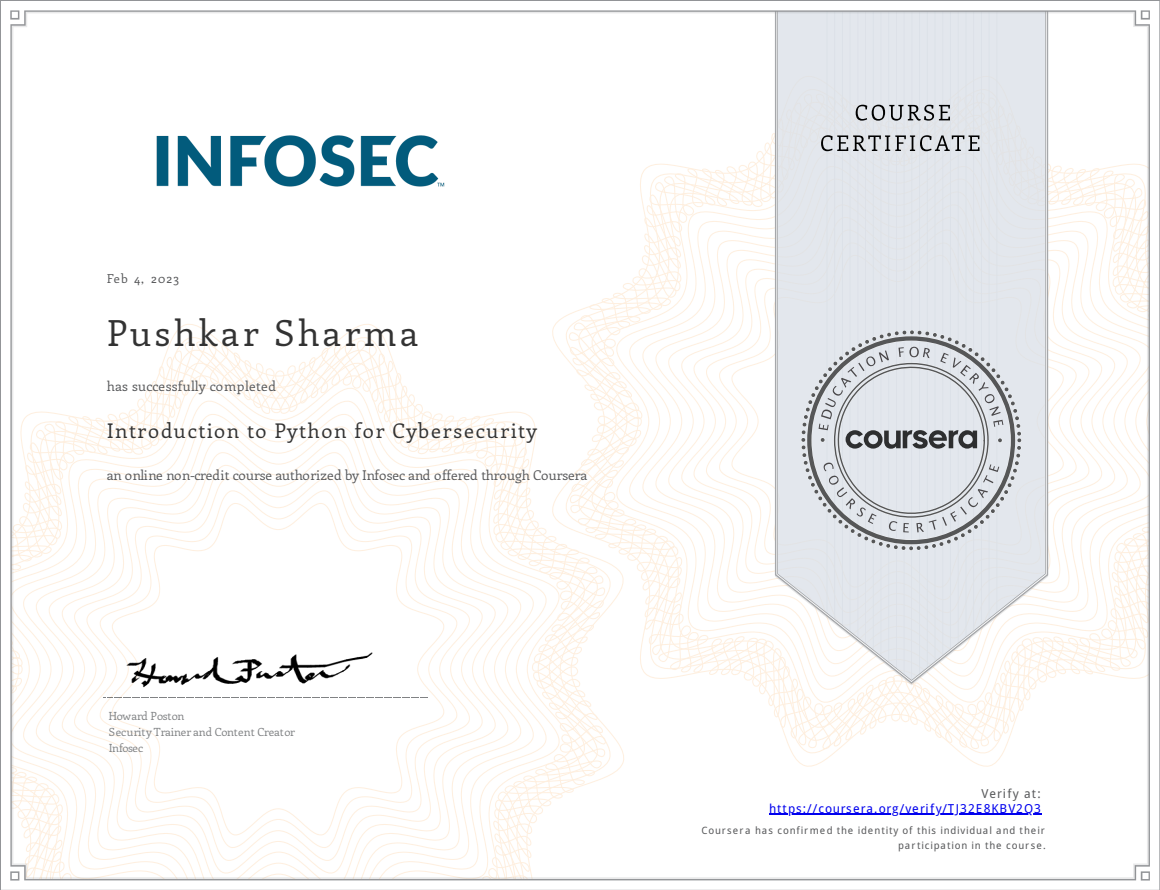 INFOSEC™
COURSE
CERTIFICATE
Feb 4, 2023
Pushkar Sharma
has successfully completed
Introduction to Python for Cybersecurity
an online non-credit course authorized by Infosec and offered through Coursera
EDUCATION FOR EVERYONE
coursera
COURSE CERTIFICATE
Howard Poston
Howard Poston
Security Trainer and Content Creator
Infosec
Verify at:
https://coursera.org/verify/TJ32E8KBV2Q3
Coursera has confirmed the identity of this individual and their
participation in the course.